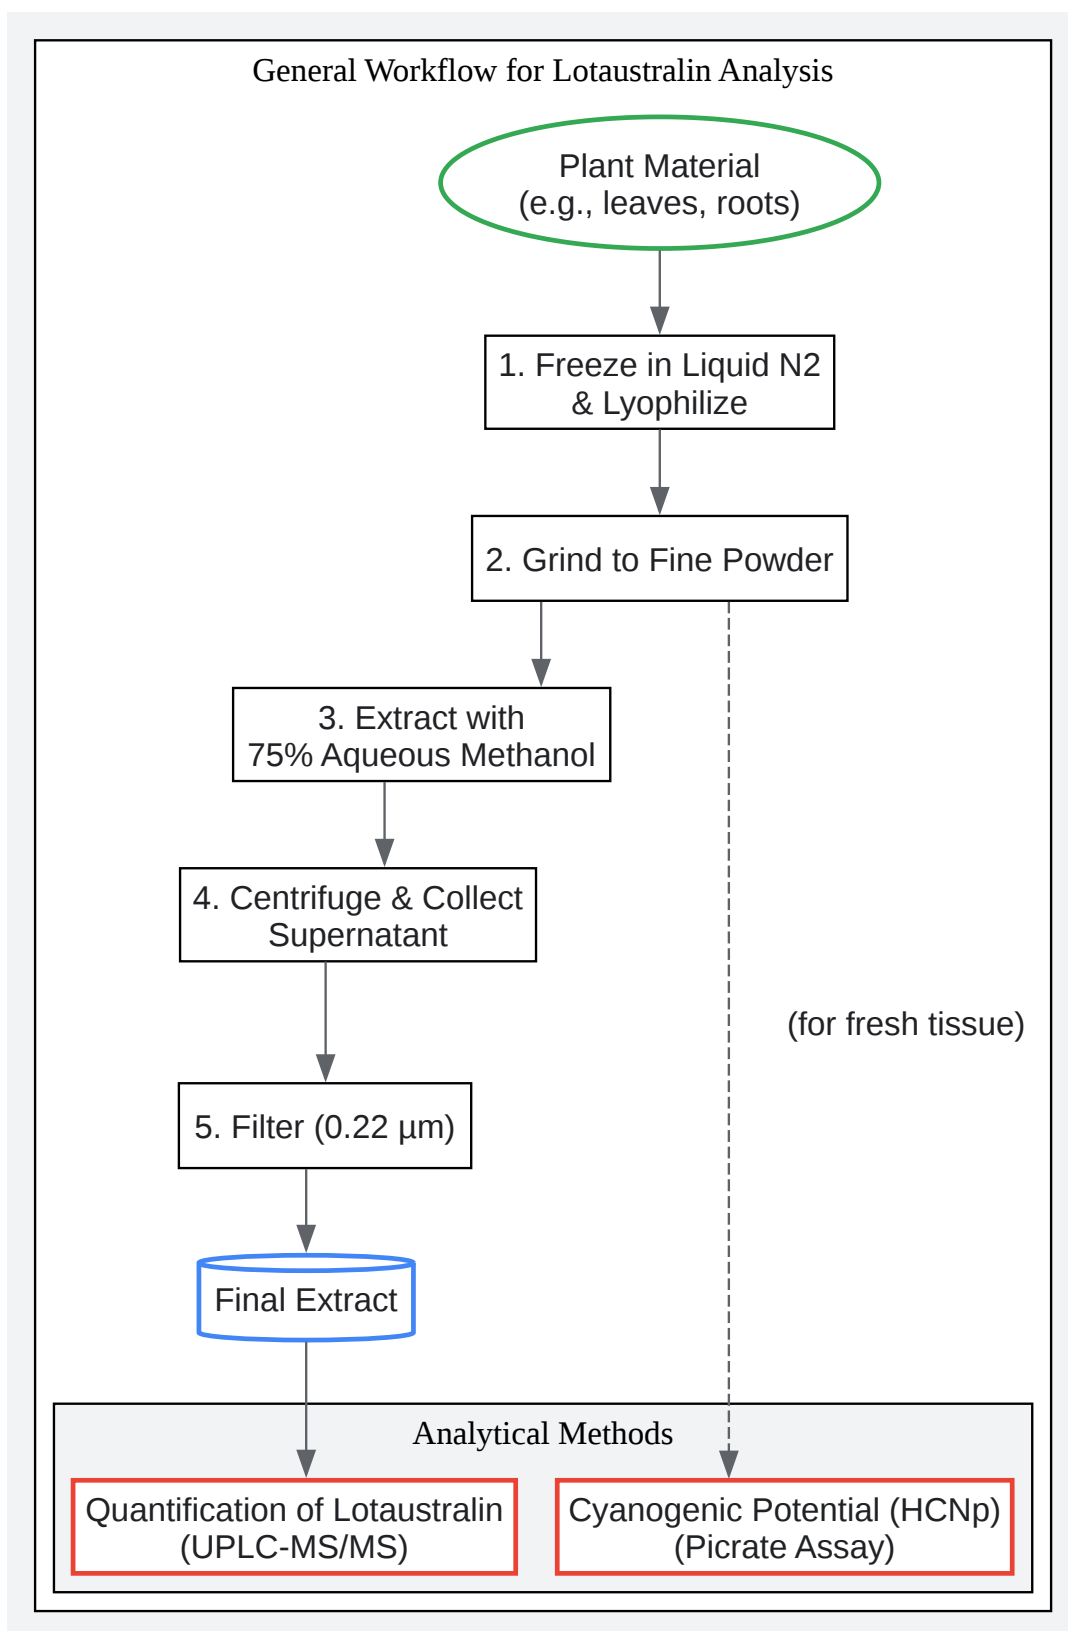 General Workflow for Lotaustralin Analysis
Plant Material
(e.g., leaves, roots)
1. Freeze in Liquid N2
& Lyophilize
2. Grind to Fine Powder
3. Extract with
75% Aqueous Methanol
4. Centrifuge & Collect
Supernatant
(for fresh tissue)
5. Filter (0.22 µm)
Final Extract
Analytical Methods
Quantification of Lotaustralin
(UPLC-MS/MS)
Cyanogenic Potential (HCNp)
(Picrate Assay)